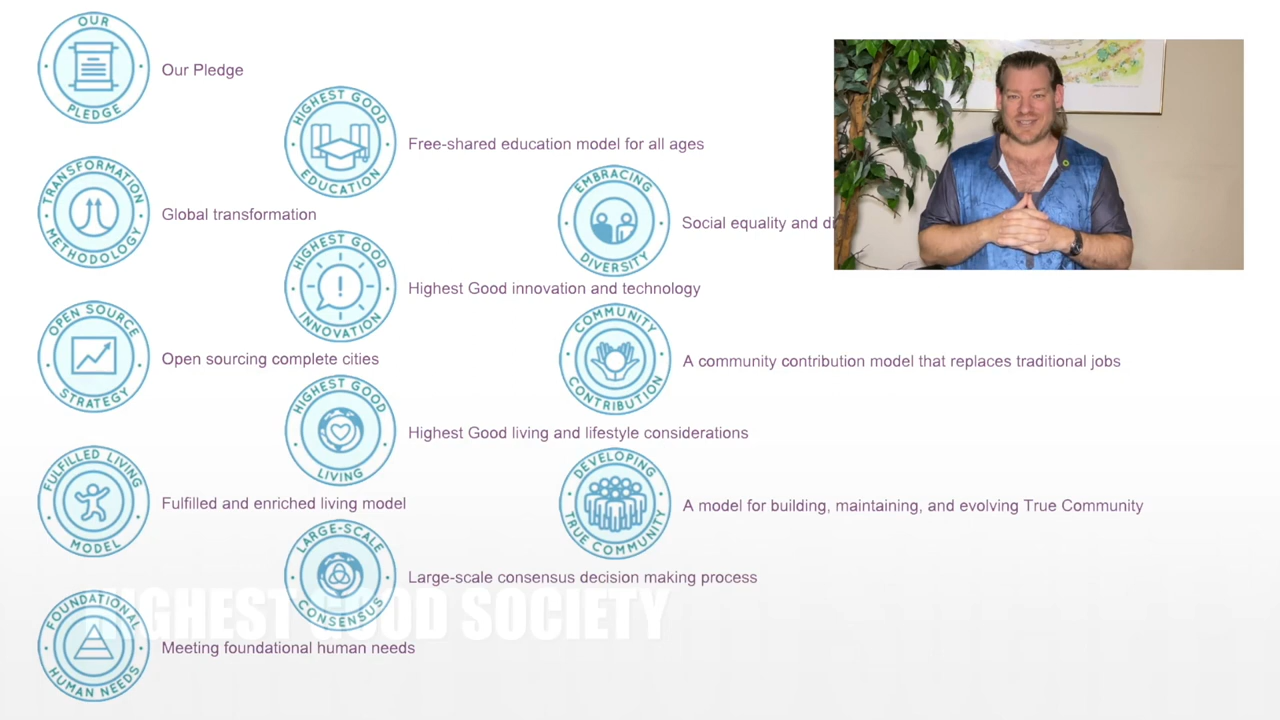 OUR PLEDGE
Our Pledge
HIGHEST GOOD EDUCATION
Free-shared education model for all ages
TRANSFORMATION METHODOLOGY
Global transformation
EMBRACING DIVERSITY
Social equality and di
HIGHEST GOOD INNOVATION
Highest Good innovation and technology
OPEN SOURCE STRATEGY
Open sourcing complete cities
COMMUNITY CONTRIBUTION
A community contribution model that replaces traditional jobs
HIGHEST GOOD LIVING
Highest Good living and lifestyle considerations
FULFILLED LIVING MODEL
Fulfilled and enriched living model
DEVELOPING TRUE COMMUNITY
A model for building, maintaining, and evolving True Community
LARGE-SCALE CONSENSUS
Large-scale consensus decision making process
HIGHEST GOOD SOCIETY
FOUNDATIONAL HUMAN NEEDS
Meeting foundational human needs